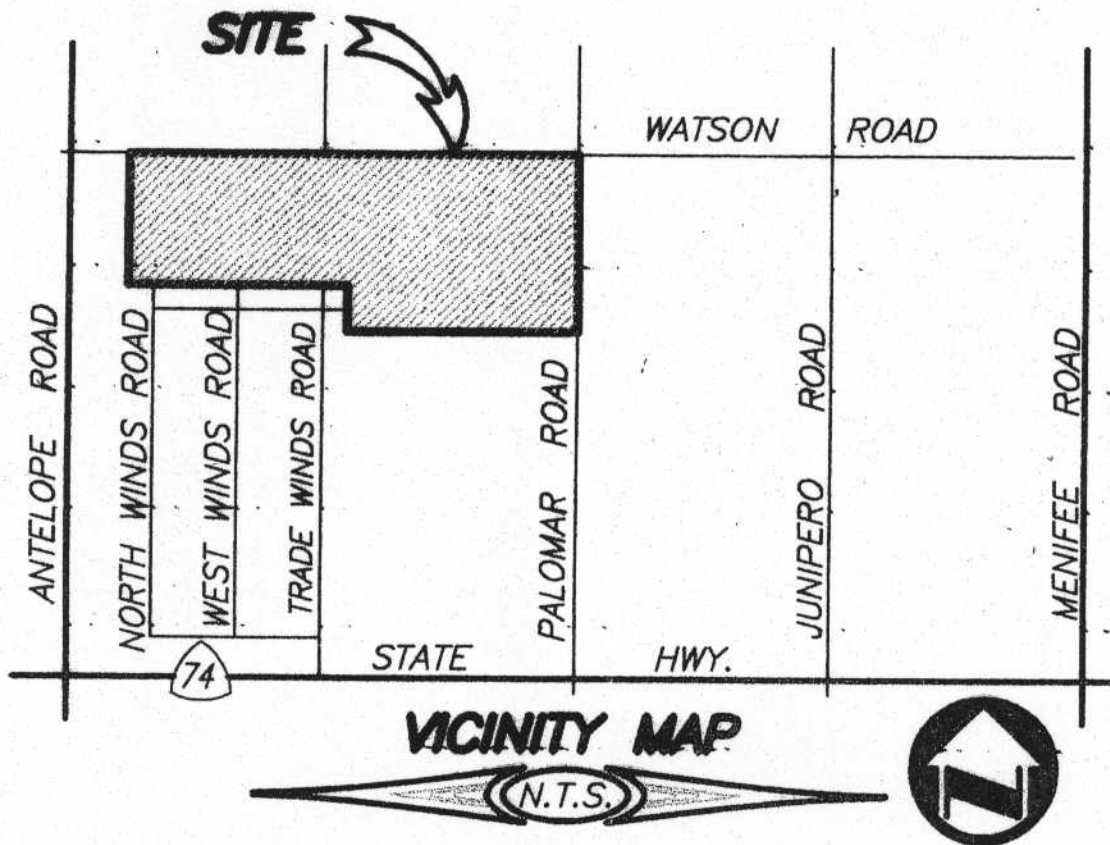 SITE
WATSON ROAD
ANTELOPE ROAD
NORTH WINDS ROAD
WEST WINDS ROAD
TRADE WINDS ROAD
PALOMAR ROAD
JUNIPERO ROAD
MENIFEE ROAD
STATE HWY.
74
VICINITY MAP
N.T.S.
N